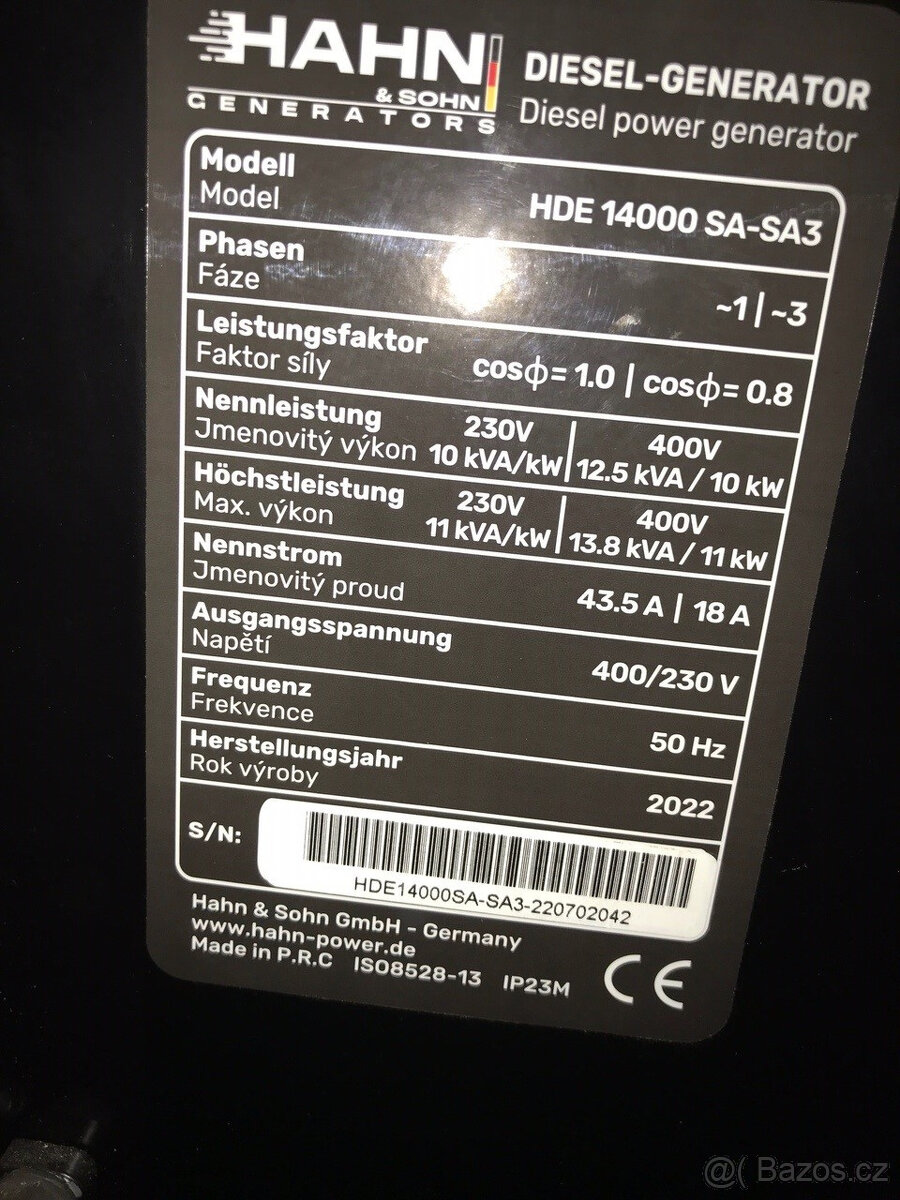 HAHN
& SOHN
GENERATORS
DIESEL-GENERATOR
Diesel power generator
Modell
Model
HDE 14000 SA-SA3
Phasen
Fáze
~1 | ~3
Leistungsfaktor
Faktor síly
cosϕ= 1.0 | cosϕ= 0.8
Nennleistung
Jmenovitý výkon
230V
10 kVA/kW
400V
12.5 kVA / 10 kW
Höchstleistung
Max. výkon
230V
11 kVA/kW
400V
13.8 kVA / 11 kW
Nennstrom
Jmenovitý proud
43.5 A | 18 A
Ausgangsspannung
Napětí
400/230 V
Frequenz
Frekvence
50 Hz
Herstellungsjahr
Rok výroby
2022
S/N:
HDE14000SA-SA3-220702042
Hahn & Sohn GmbH - Germany
www.hahn-power.de
Made in P.R.C ISO8528-13 IP23M
CE
@( Bazos.cz